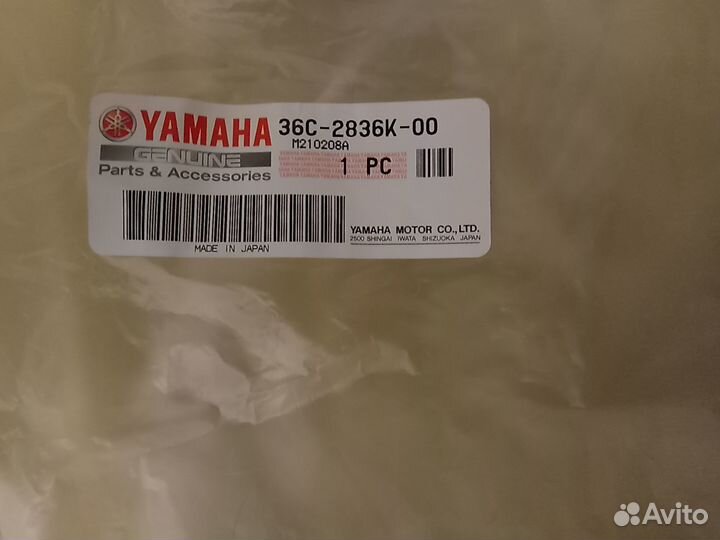 YAMAHA
GENUINE
Parts & Accessories
36C-2836K-00
M210208A
1 PC
MADE IN JAPAN
YAMAHA MOTOR CO.,LTD.
2500 SHINGAI IWATA SHIZUOKA JAPAN
Avito